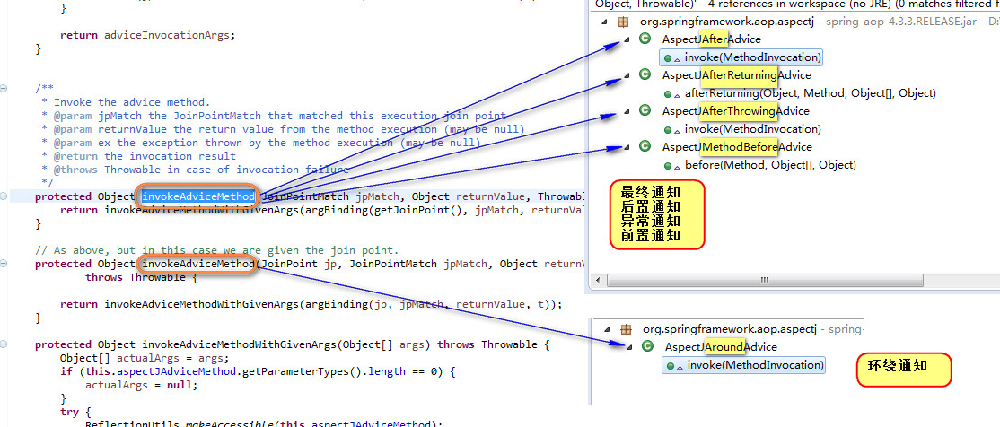 }
return adviceInvocationArgs;
}
/**
* Invoke the advice method.
* @param jpMatch the JoinPointMatch that matched this execution join point
* @param returnValue the return value from the method execution (may be null)
* @param ex the exception thrown by the method execution (may be null)
* @return the invocation result
* @throws Throwable in case of invocation failure
*/
protected Object invokeAdviceMethod(JoinPointMatch jpMatch, Object returnValue, Throwabl
return invokeAdviceMethodWithGivenArgs(argBinding(getJoinPoint(), jpMatch, returnVal
}
// As above, but in this case we are given the join point.
protected Object invokeAdviceMethod(JoinPoint jp, JoinPointMatch jpMatch, Object returnV
throws Throwable {
return invokeAdviceMethodWithGivenArgs(argBinding(jp, jpMatch, returnValue, t));
}
protected Object invokeAdviceMethodWithGivenArgs(Object[] args) throws Throwable {
Object[] actualArgs = args;
if (this.aspectJAdviceMethod.getParameterTypes().length == 0) {
actualArgs = null;
}
try {
ReflectionUtils.makeAccessible(this.aspectJAdviceMethod);
Object, Throwable)' - 4 references in workspace (no JRE) (0 matches filtered f
org.springframework.aop.aspectj - spring-aop-4.3.3.RELEASE.jar - D:
AspectJAfterAdvice
invoke(MethodInvocation)
AspectJAfterReturningAdvice
afterReturning(Object, Method, Object[], Object)
AspectJAfterThrowingAdvice
invoke(MethodInvocation)
AspectJMethodBeforeAdvice
before(Method, Object[], Object)
最终通知
后置通知
异常通知
前置通知
org.springframework.aop.aspectj - spring-
AspectJAroundAdvice
invoke(MethodInvocation)
环绕通知